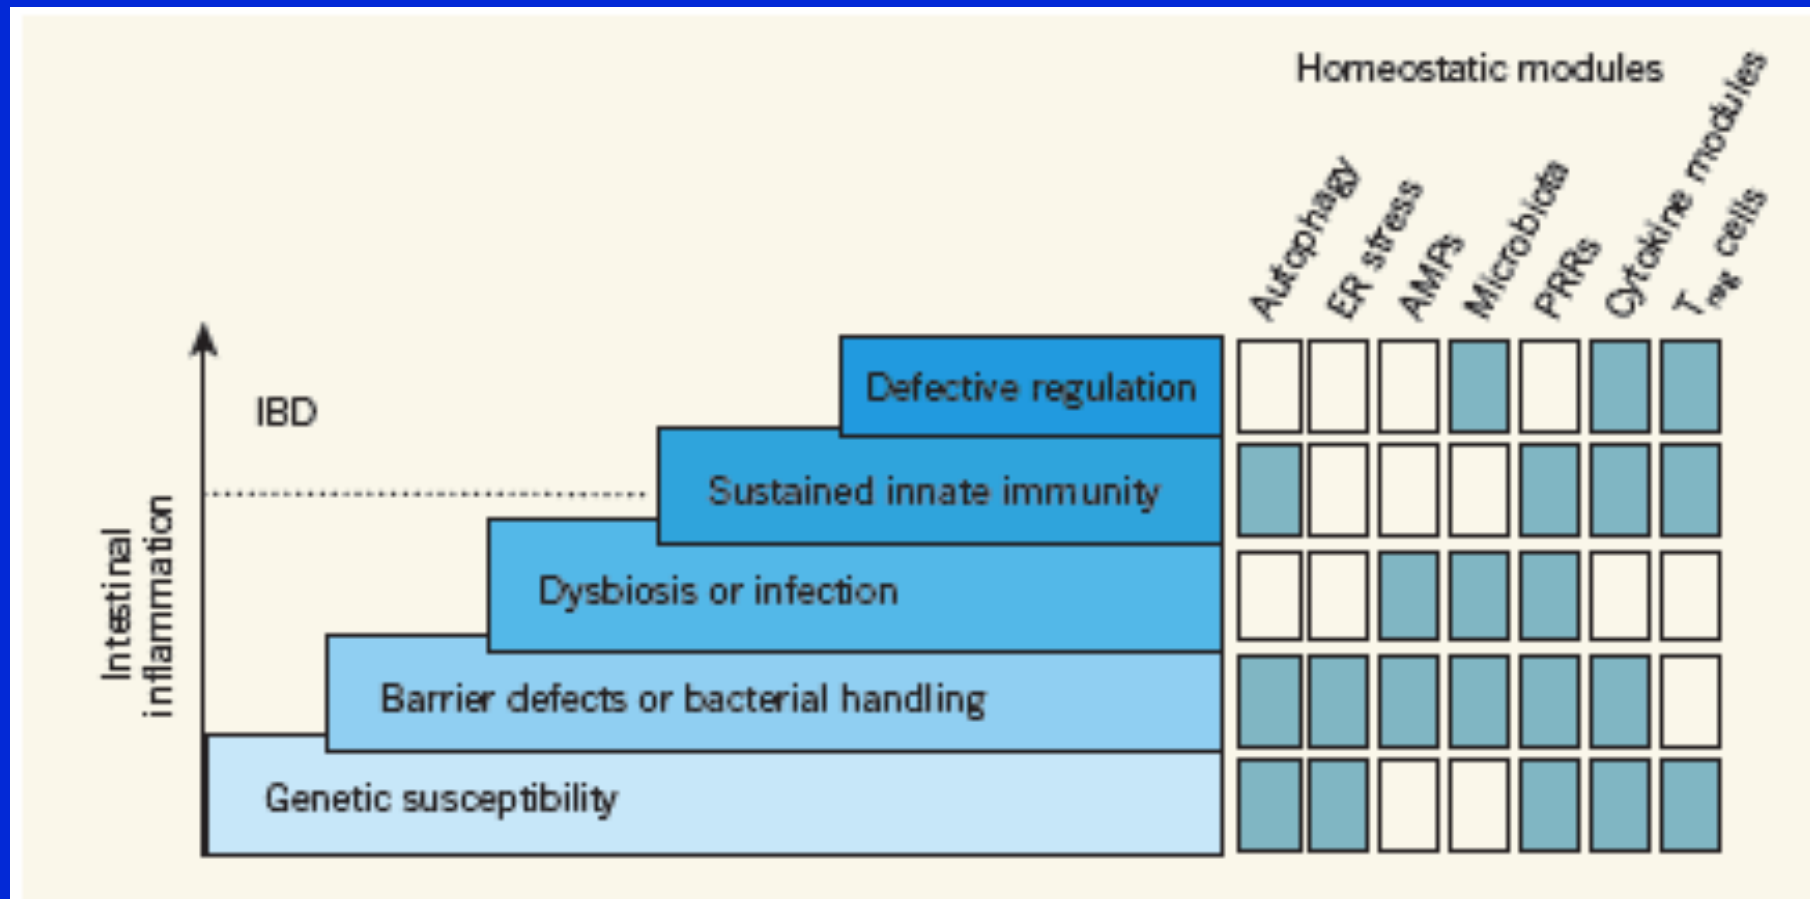 Homeostatic modules
Autophagy
ER stress
AMPs
Microbiota
PRRs
Cytokine modules
Treg cells
Defective regulation
IBD
Sustained innate immunity
Intestinal
inflammation
Dysbiosis or infection
Barrier defects or bacterial handling
Genetic susceptibility